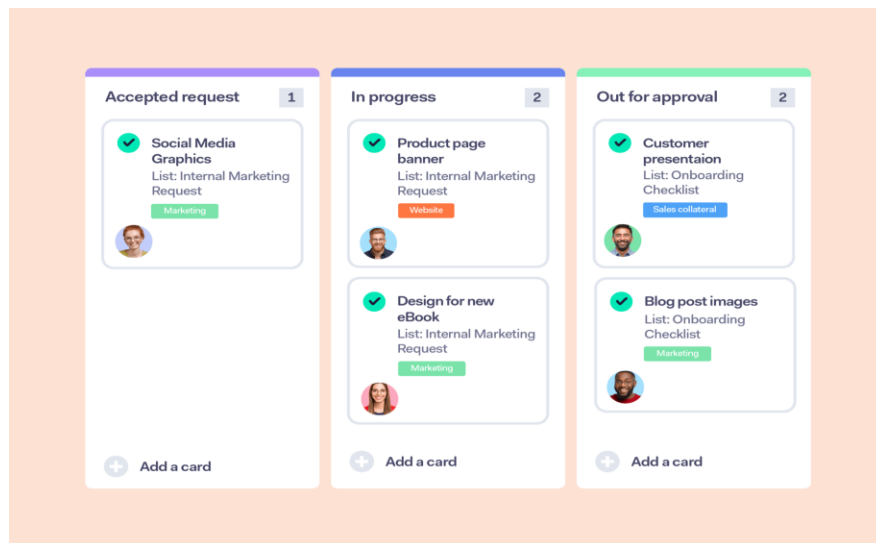 Accepted request 1
Social Media
Graphics
List: Internal Marketing
Request
Marketing
Add a card
In progress 2
Product page
banner
List: Internal Marketing
Request
Website
Design for new
eBook
List: Internal Marketing
Request
Marketing
Add a card
Out for approval 2
Customer
presentaion
List: Onboarding
Checklist
Sales collateral
Blog post images
List: Onboarding
Checklist
Marketing
Add a card